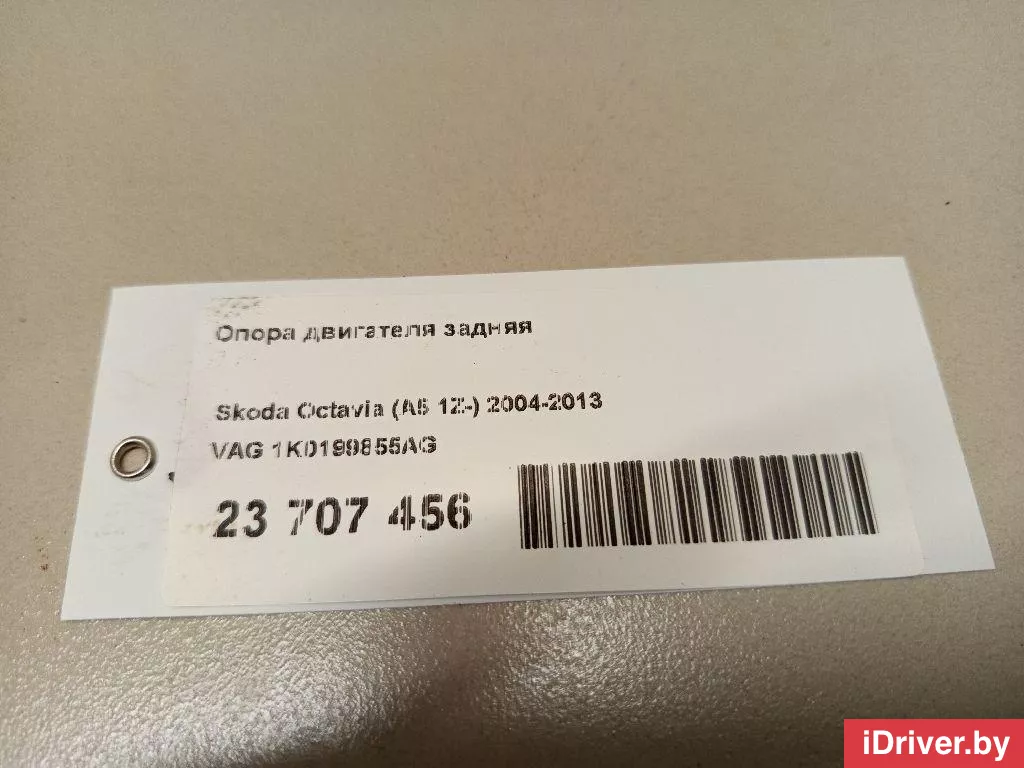 Опора двигателя задняя
Skoda Octavia (A5 1Z-) 2004-2013
VAG 1K0199855AG
23 707 456
iDriver.by